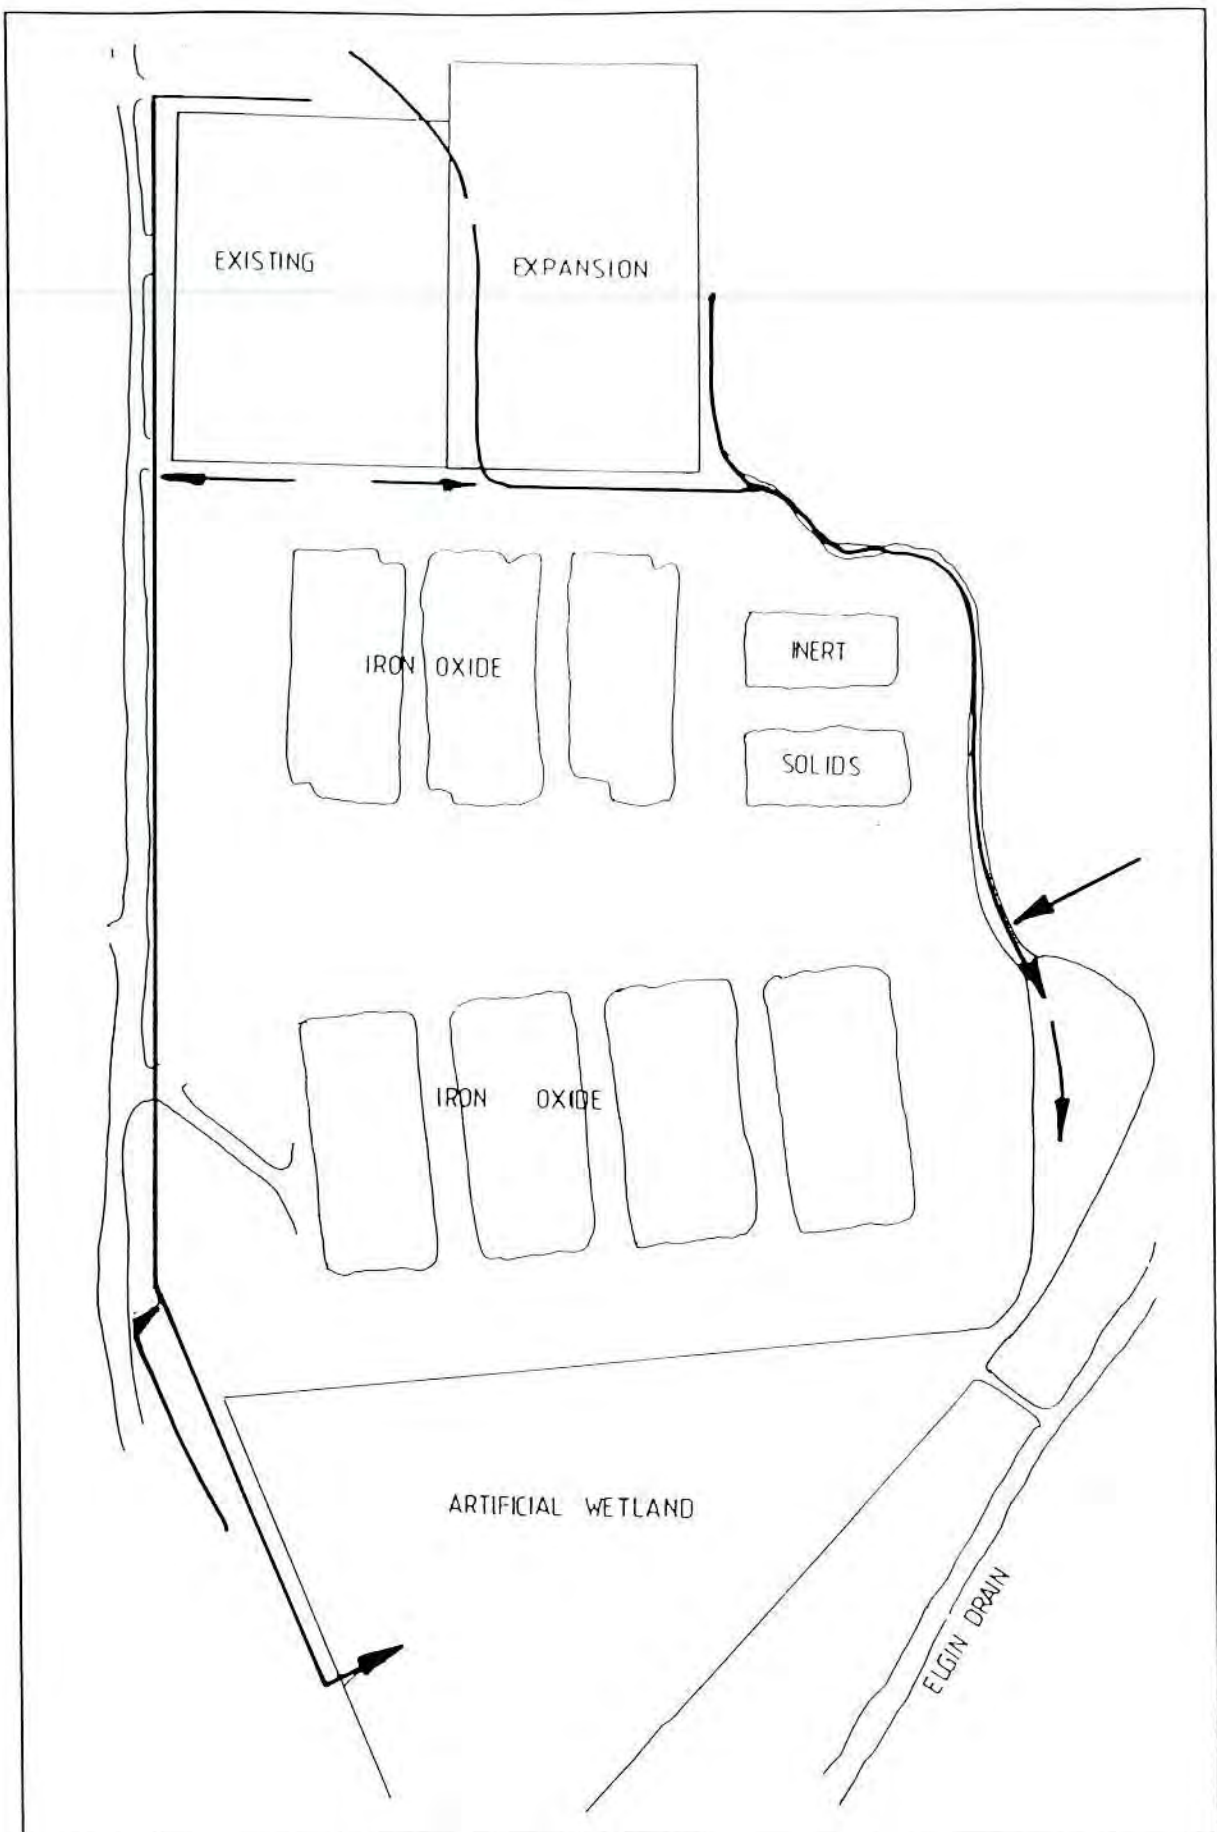 EXISTING
EXPANSION
IRON OXIDE
INERT
SOLIDS
IRON OXIDE
ARTIFICIAL WETLAND
ELGIN DRAIN